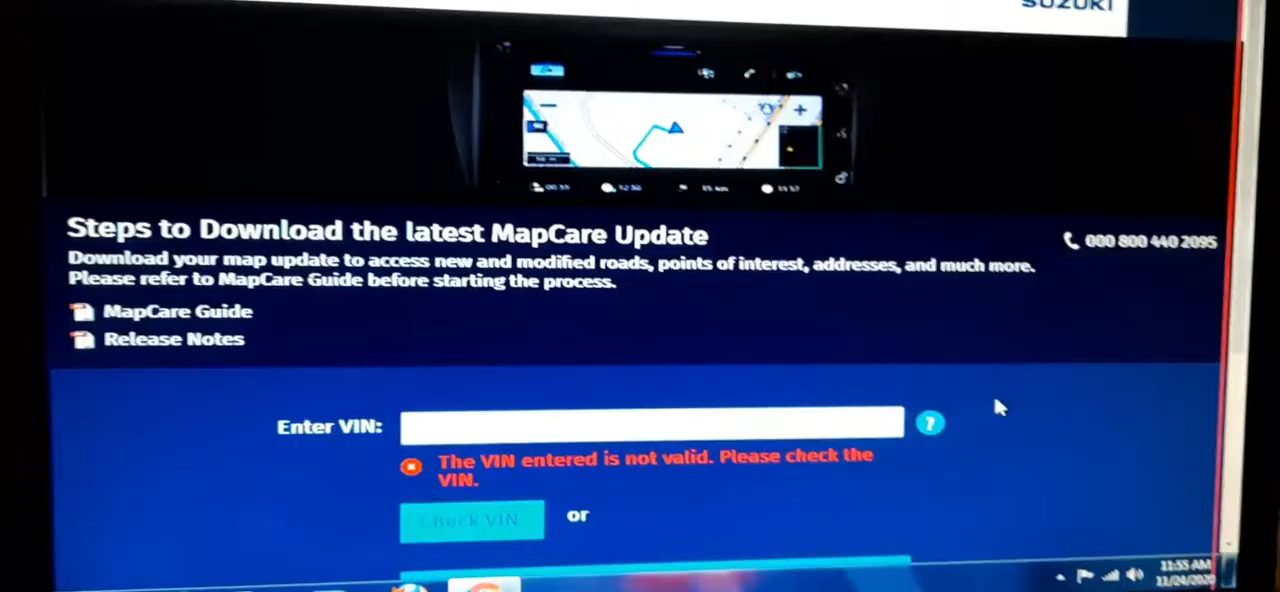 SUZUKI
Steps to Download the latest MapCare Update
000 800 440 2095
Download your map update to access new and modified roads, points of interest, addresses, and much more.
Please refer to MapCare Guide before starting the process.
MapCare Guide
Release Notes
Enter VIN:
?
The VIN entered is not valid. Please check the
VIN.
Check VIN
or
11:55 AM
11/24/2020